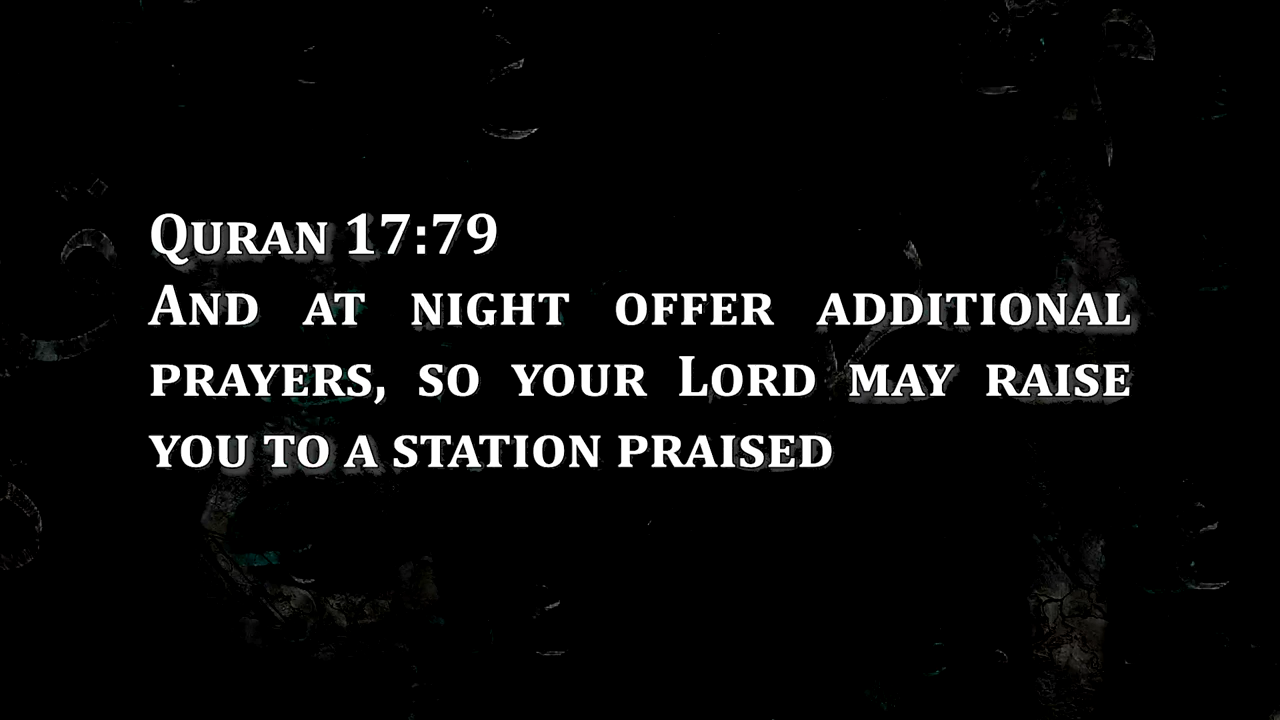 Quran 17:79
And at night offer additional
prayers, so your Lord may raise
you to a station praised